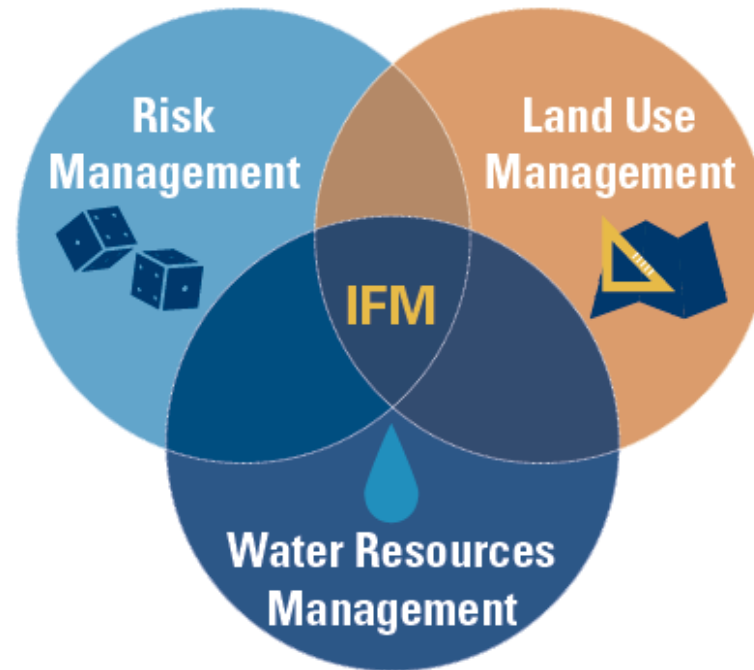 Risk
Management
Land Use
Management
IFM
Water Resources
Management